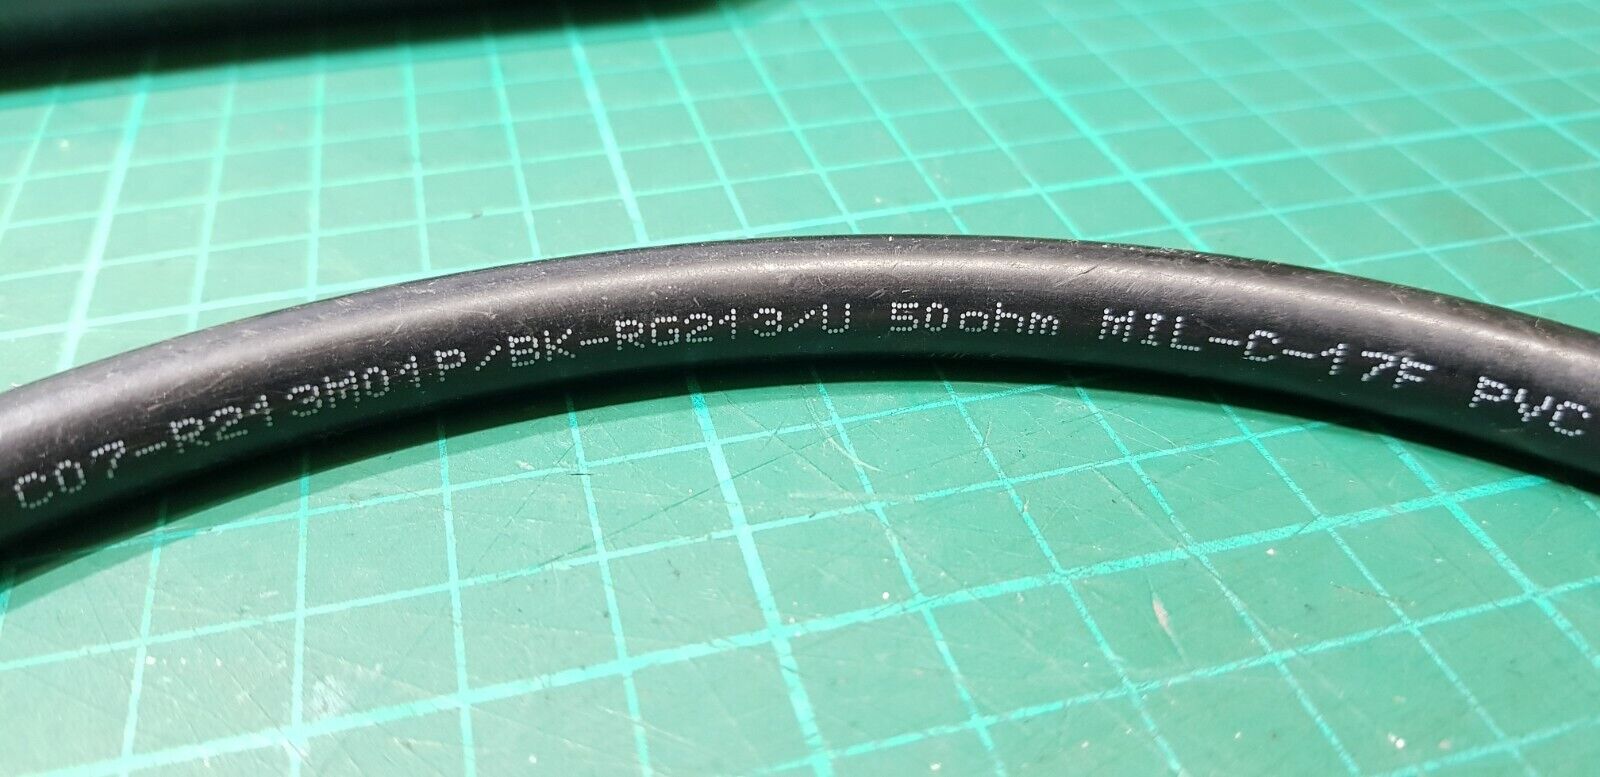 C07-R213M01P/BK-RG213/U 50ohm MIL-C-17F PVC